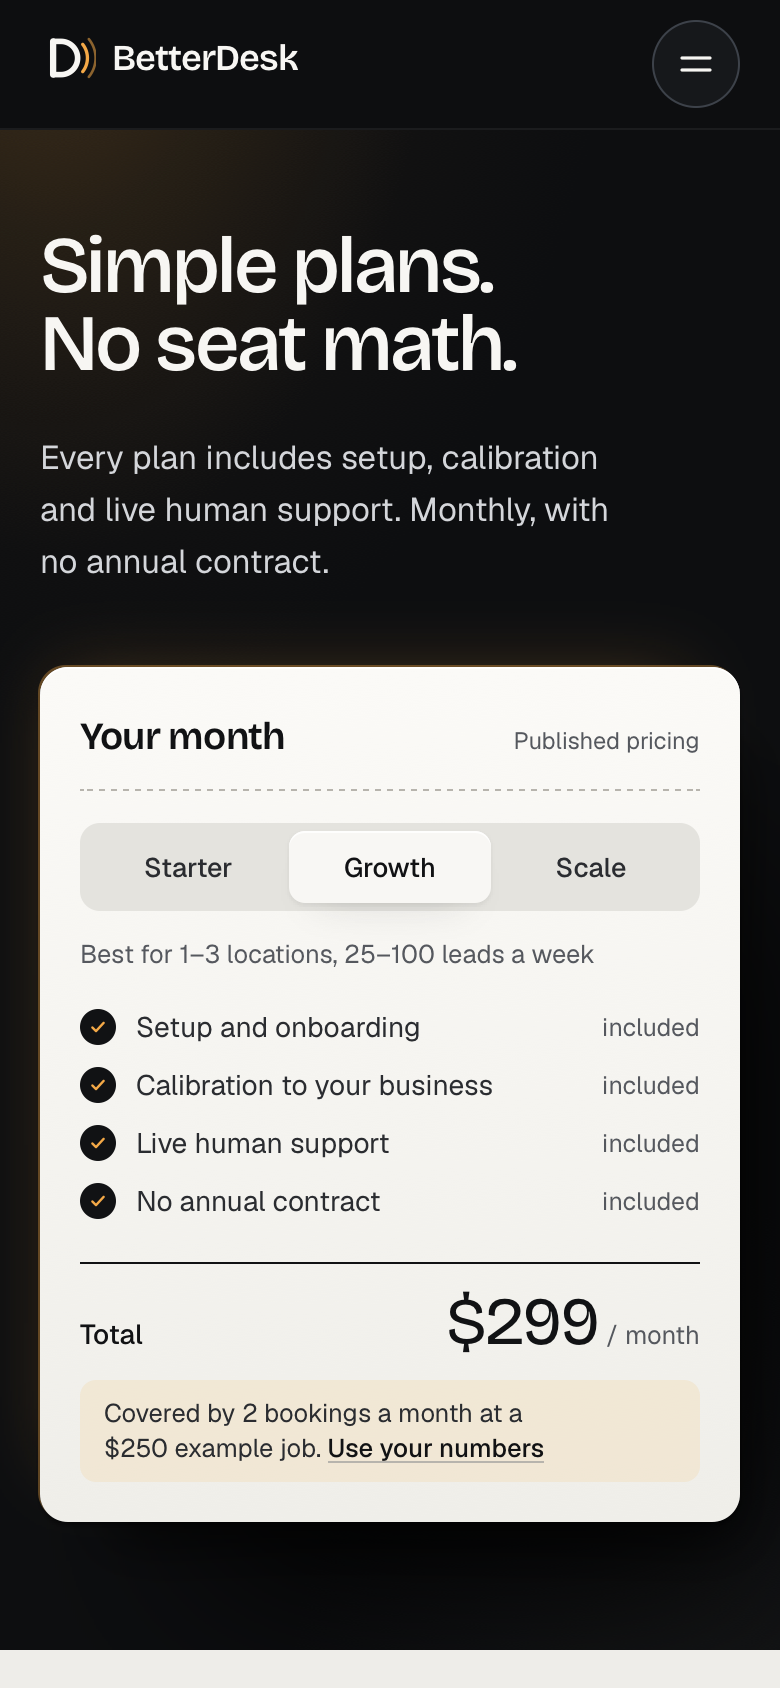 BetterDesk
Simple plans.
No seat math.
Every plan includes setup, calibration
and live human support. Monthly, with
no annual contract.
Your month
Published pricing
Starter
Growth
Scale
Best for 1–3 locations, 25–100 leads a week
Setup and onboarding included
Calibration to your business included
Live human support included
No annual contract included
Total $299 / month
Covered by 2 bookings a month at a
$250 example job. Use your numbers